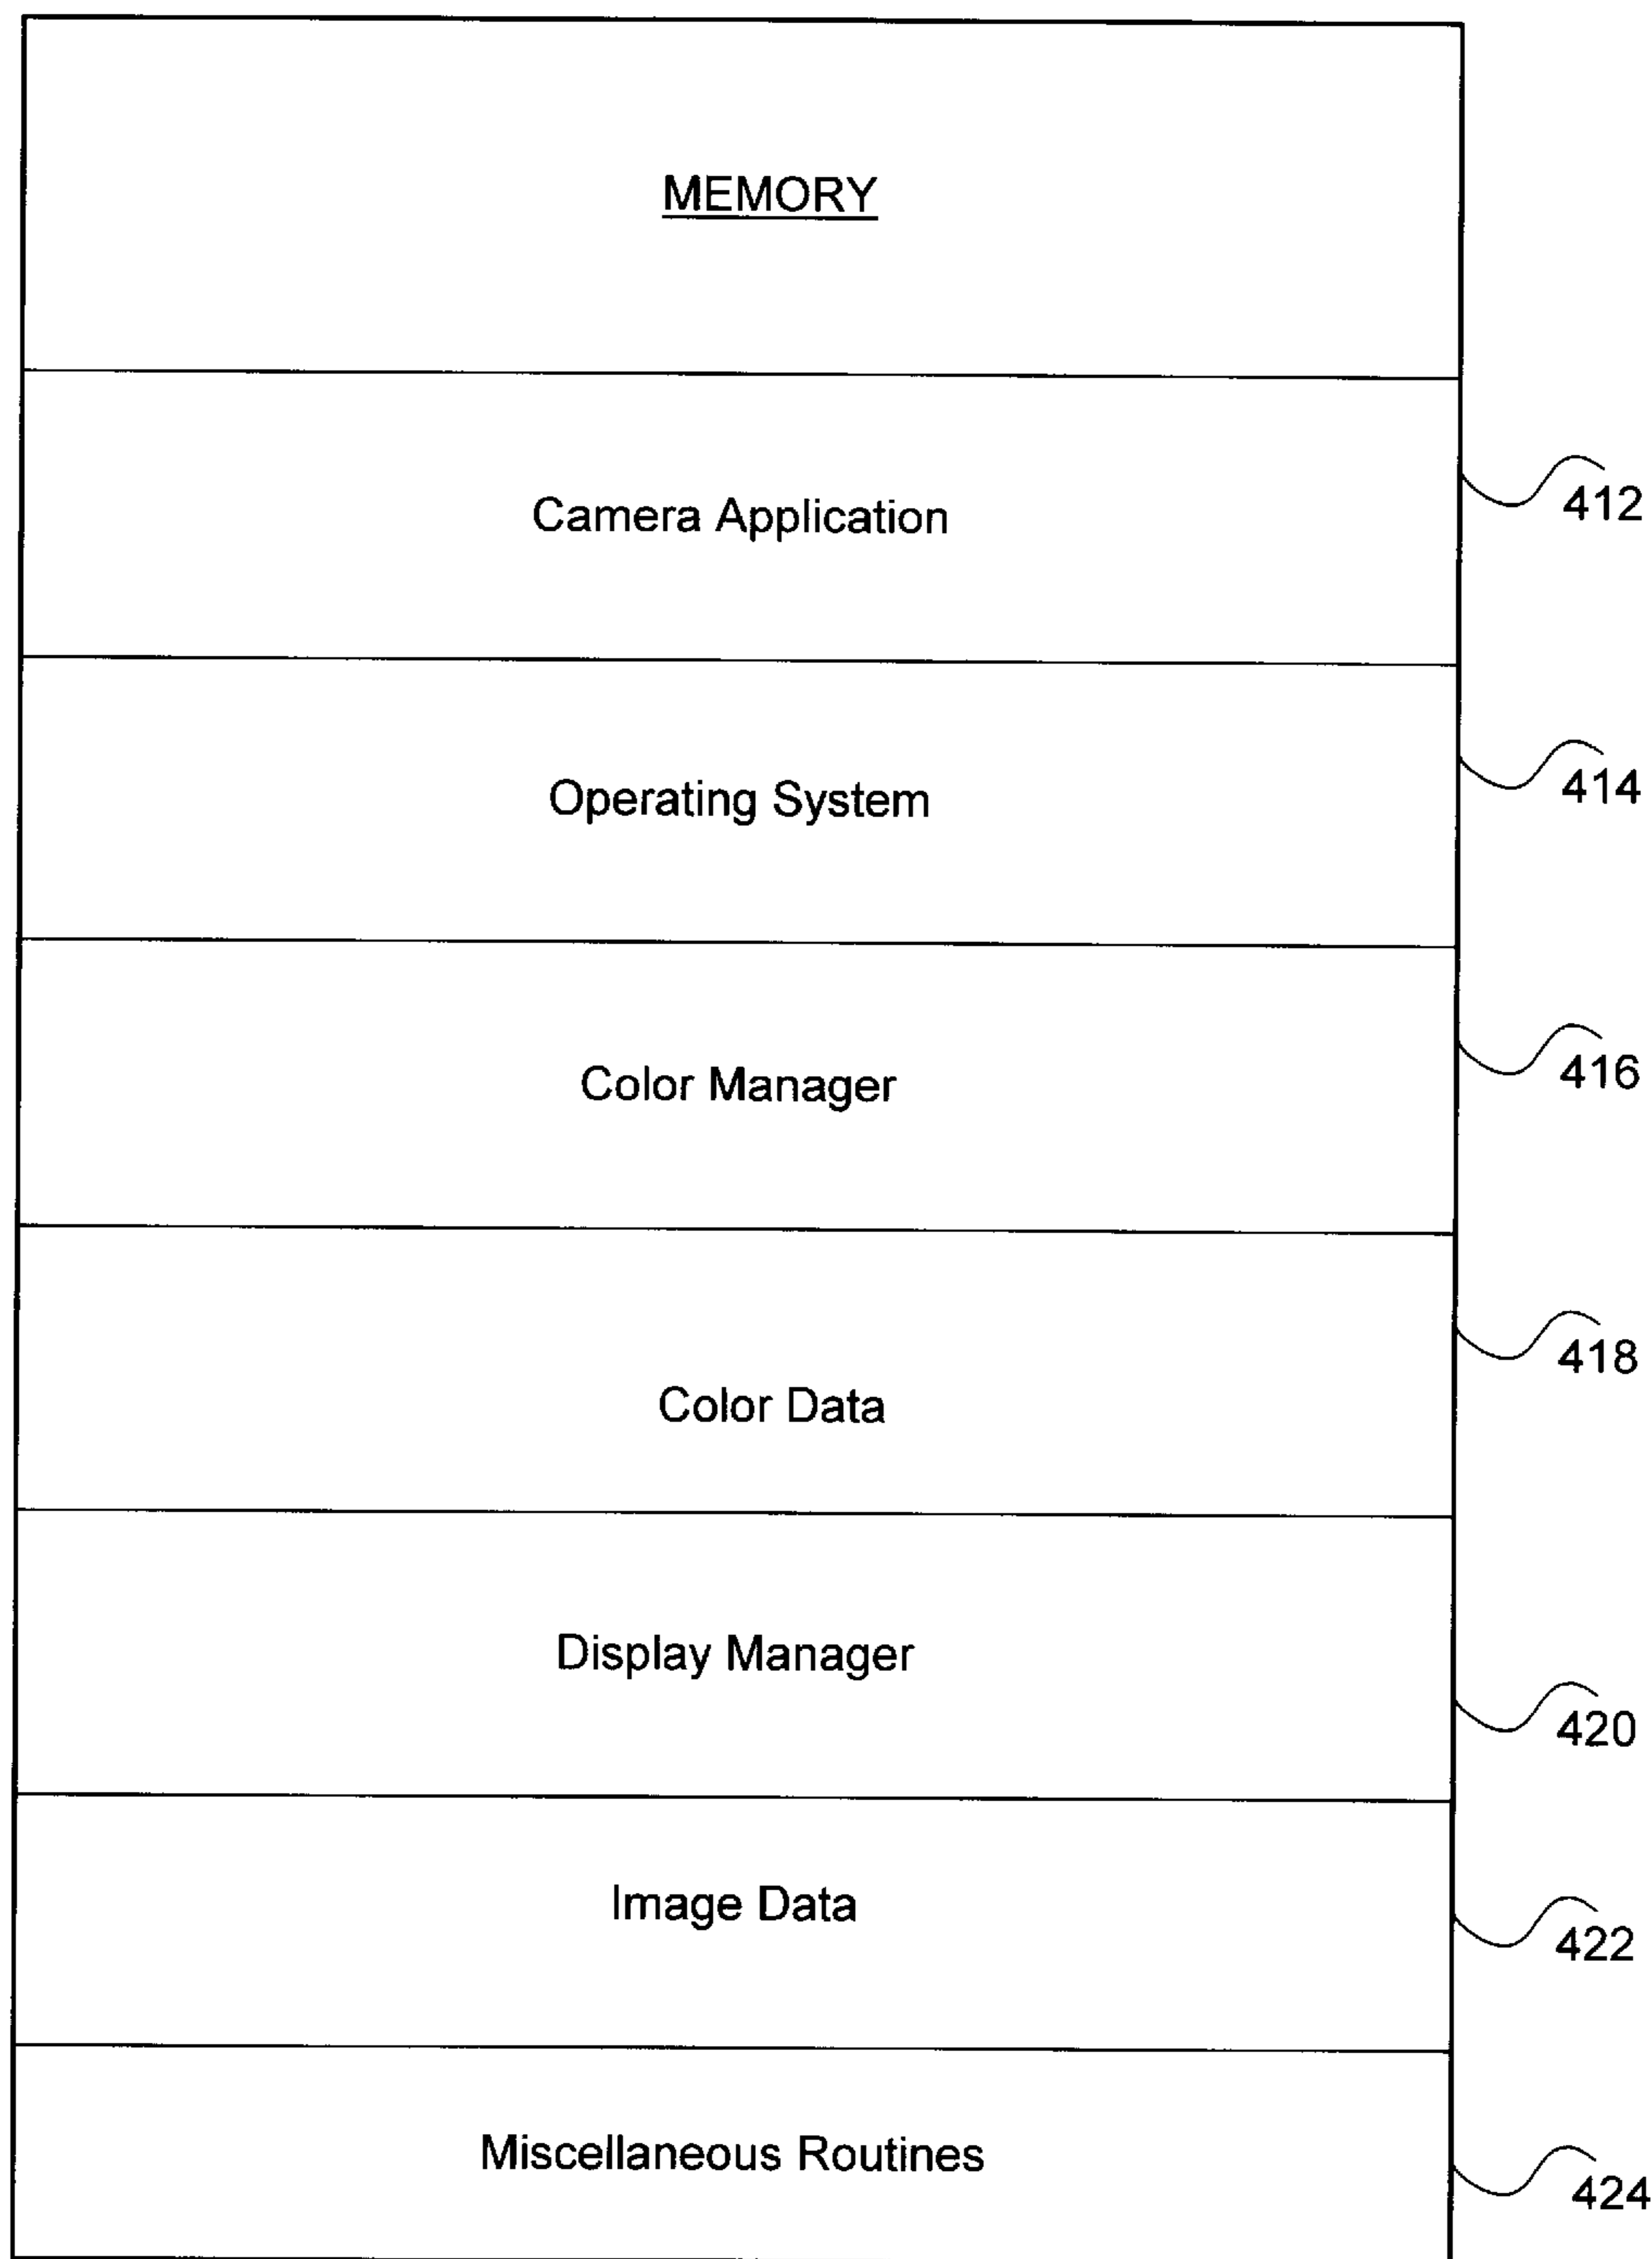 MEMORY
Camera Application
412
Operating System
414
Color Manager
416
Color Data
418
Display Manager
420
Image Data
422
Miscellaneous Routines
424